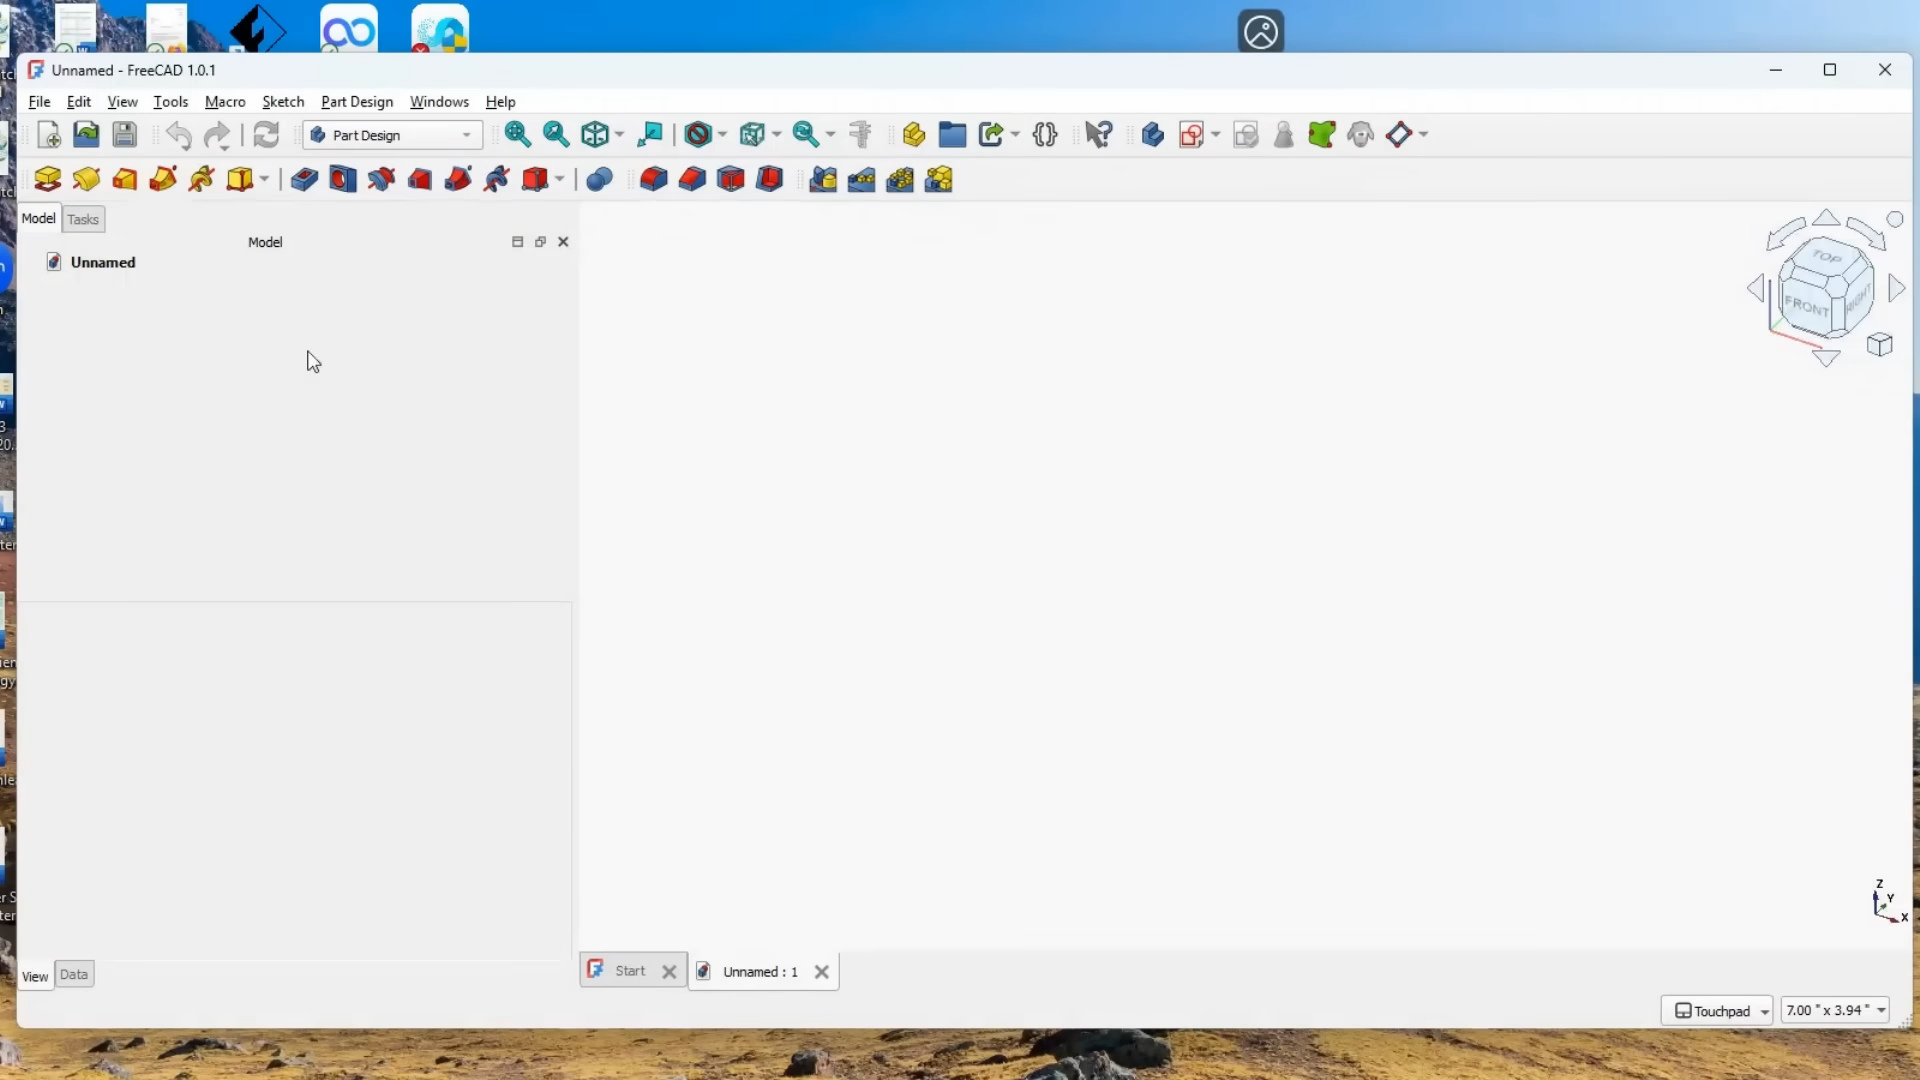 Unnamed - FreeCAD 1.0.1
File Edit View Tools Macro Sketch Part Design Windows Help
Part Design
Model Tasks
Model
Unnamed
TOP
FRONT RIGHT
Z
Y
X
View Data
Start
Unnamed : 1
Touchpad
7.00 " x 3.94 "